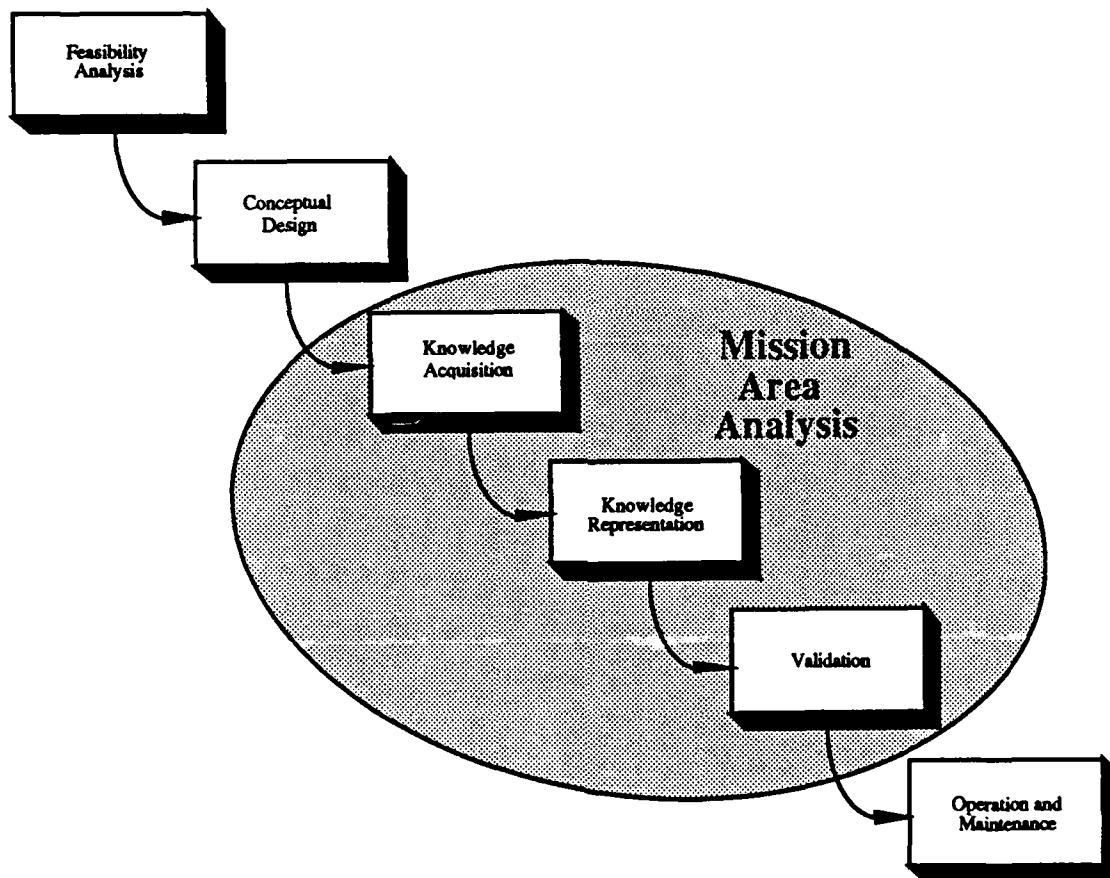 Feasibility
Analysis
Conceptual
Design
Knowledge
Acquisition
Mission
Area
Analysis
Knowledge
Representation
Validation
Operation and
Maintenance